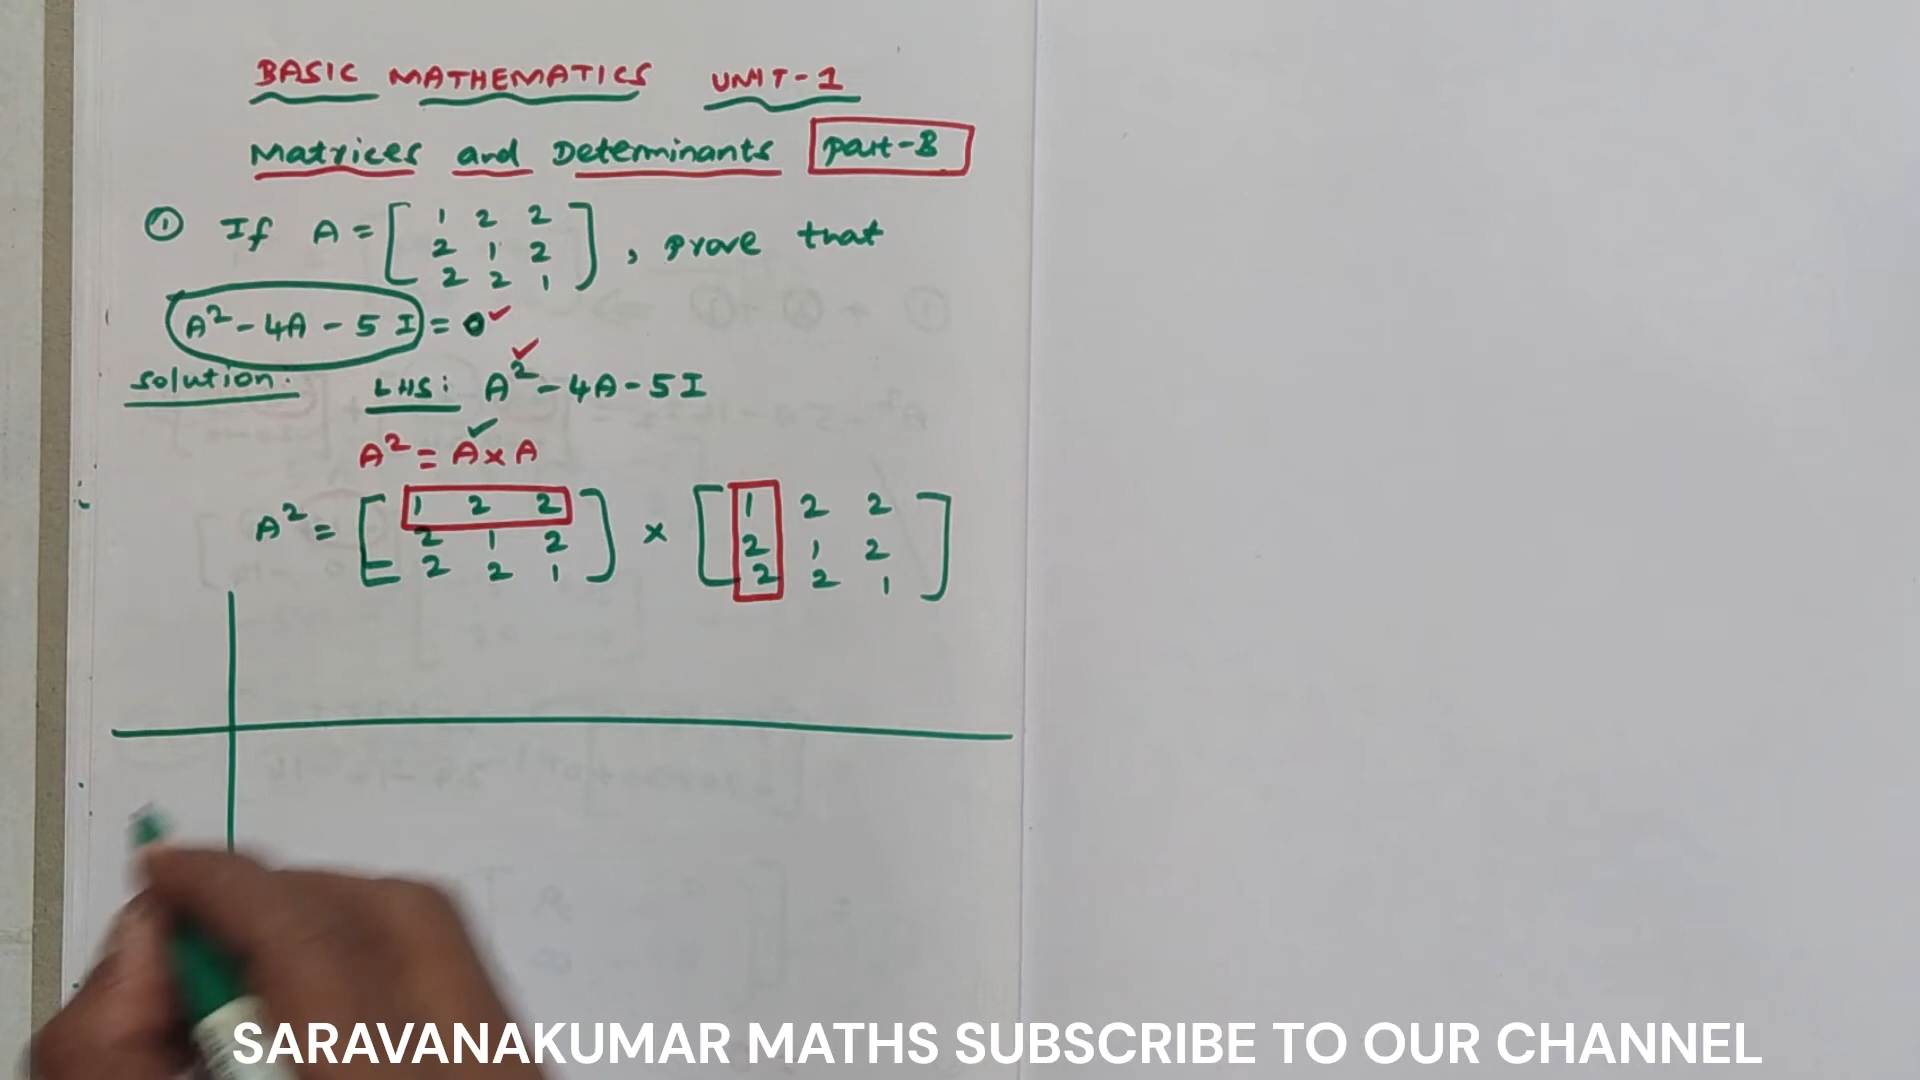 BASIC MATHEMATICS UNIT-1
Matrices and Determinants part-B
① If A = [ 1 2 2
2 1 2
2 2 1 ] , prove that
A² - 4A - 5 I = 0 ✓
Solution: LHS: A² - 4A - 5I
A² = A × A
A² = [ 1 2 2 ] × [ 1 2 2 ]
2 1 2 2 1 2
2 2 1 2 2 1
SARAVANAKUMAR MATHS SUBSCRIBE TO OUR CHANNEL